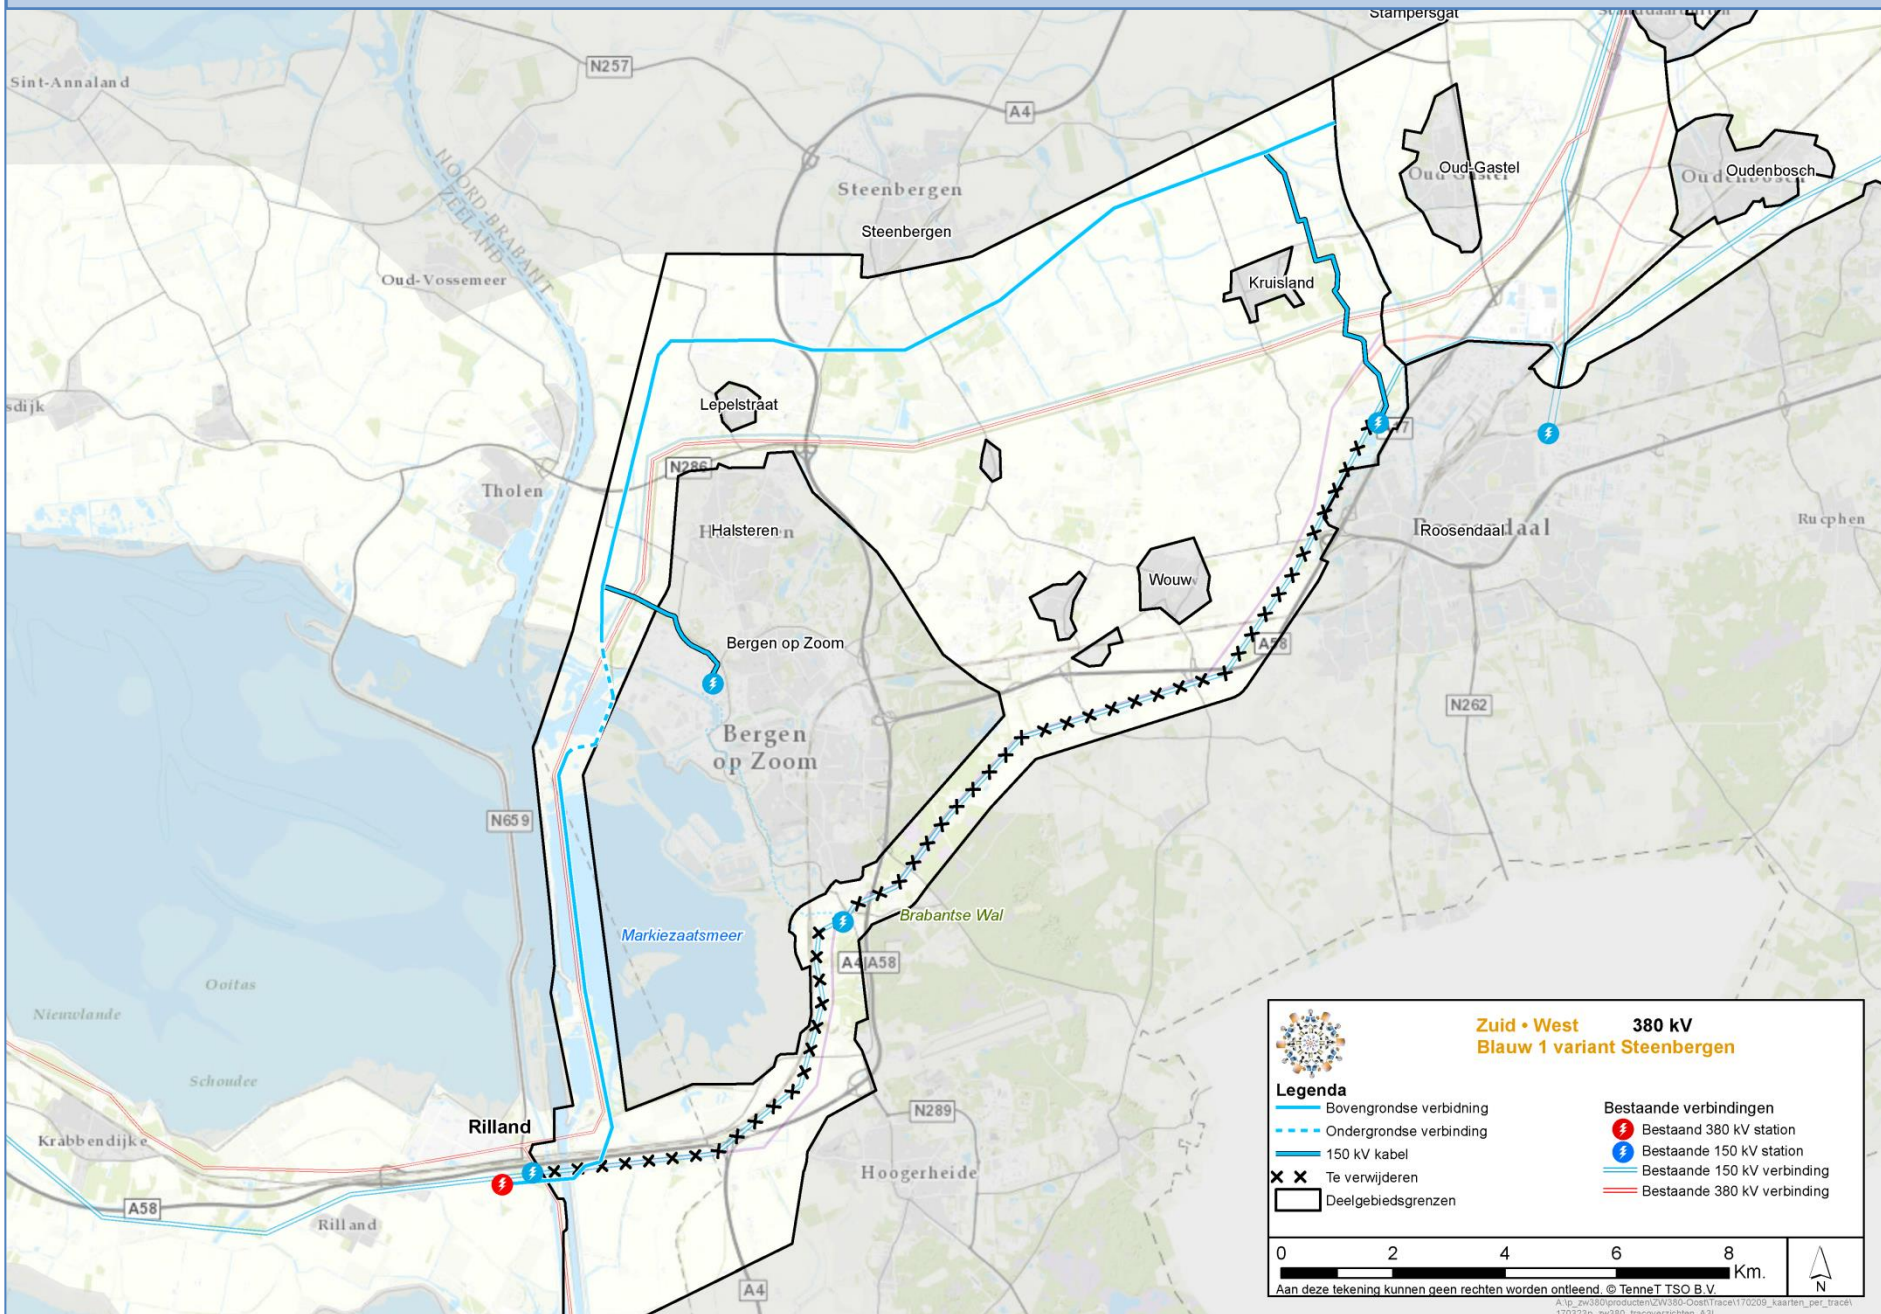 Stampersgat
N257
Sint-Annaland
A4
NOORD-BRABANT
ZEELAND
Oud-Gastel
Oudenbosch
Steenbergen
Steenbergen
Oud-Vossemeer
Kruisland
Lepelstraat
N286
Tholen
Halsteren
Roosendaal
Rucphen
Wouw
Bergen op Zoom
A58
N262
Bergen
op Zoom
N659
Brabantse Wal
Markiezaatsmeer
A4
A58
Nieuwlande
Schoudee
Krabbendijke
Rilland
N289
Hoogerheide
A58
Rilland
A4
Zuid • West 380 kV
Blauw 1 variant Steenbergen
Legenda
Bovengrondse verbidning
Ondergrondse verbinding
150 kV kabel
Te verwijderen
Deelgebiedsgrenzen
Bestaande verbindingen
Bestaand 380 kV station
Bestaande 150 kV station
Bestaande 150 kV verbinding
Bestaande 380 kV verbinding
0 2 4 6 8
Km.
N
Aan deze tekening kunnen geen rechten worden ontleend. © TenneT TSO B.V.